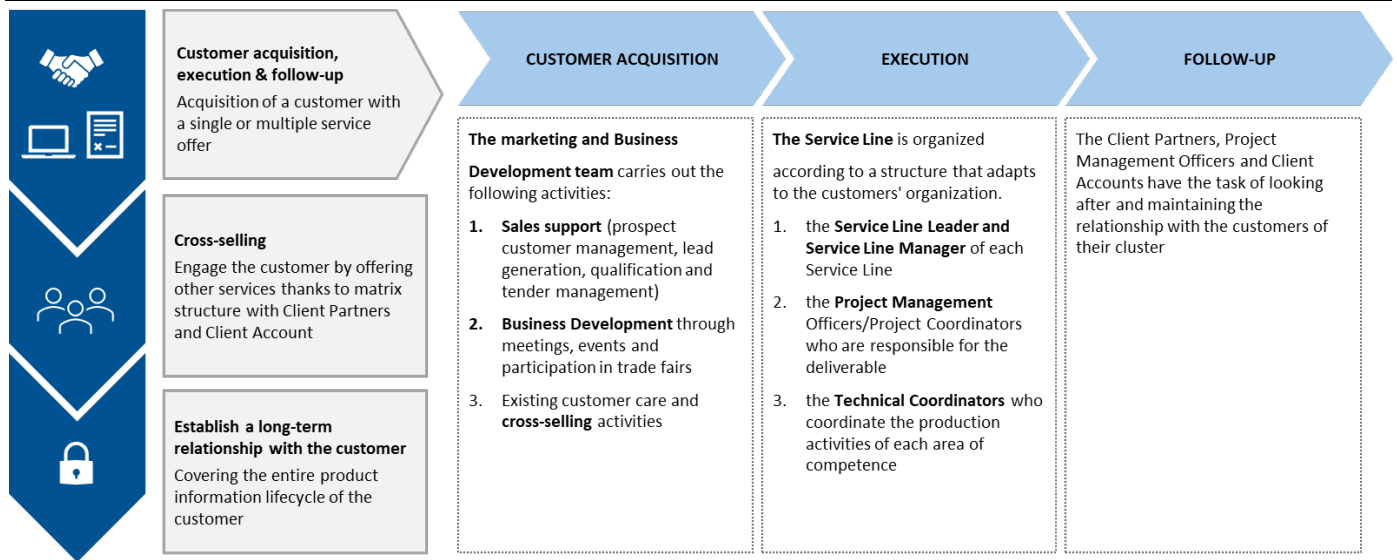 Customer acquisition,
execution & follow-up
Acquisition of a customer with
a single or multiple service
offer
Cross-selling
Engage the customer by offering
other services thanks to matrix
structure with Client Partners
and Client Account
Establish a long-term
relationship with the customer
Covering the entire product
information lifecycle of the
customer
CUSTOMER ACQUISITION
The marketing and Business
Development team carries out the
following activities:
1. Sales support (prospect
customer management, lead
generation, qualification and
tender management)
2. Business Development through
meetings, events and
participation in trade fairs
3. Existing customer care and
cross-selling activities
EXECUTION
The Service Line is organized
according to a structure that adapts
to the customers' organization.
1. the Service Line Leader and
Service Line Manager of each
Service Line
2. the Project Management
Officers/Project Coordinators
who are responsible for the
deliverable
3. the Technical Coordinators who
coordinate the production
activities of each area of
competence
FOLLOW-UP
The Client Partners, Project
Management Officers and Client
Accounts have the task of looking
after and maintaining the
relationship with the customers of
their cluster